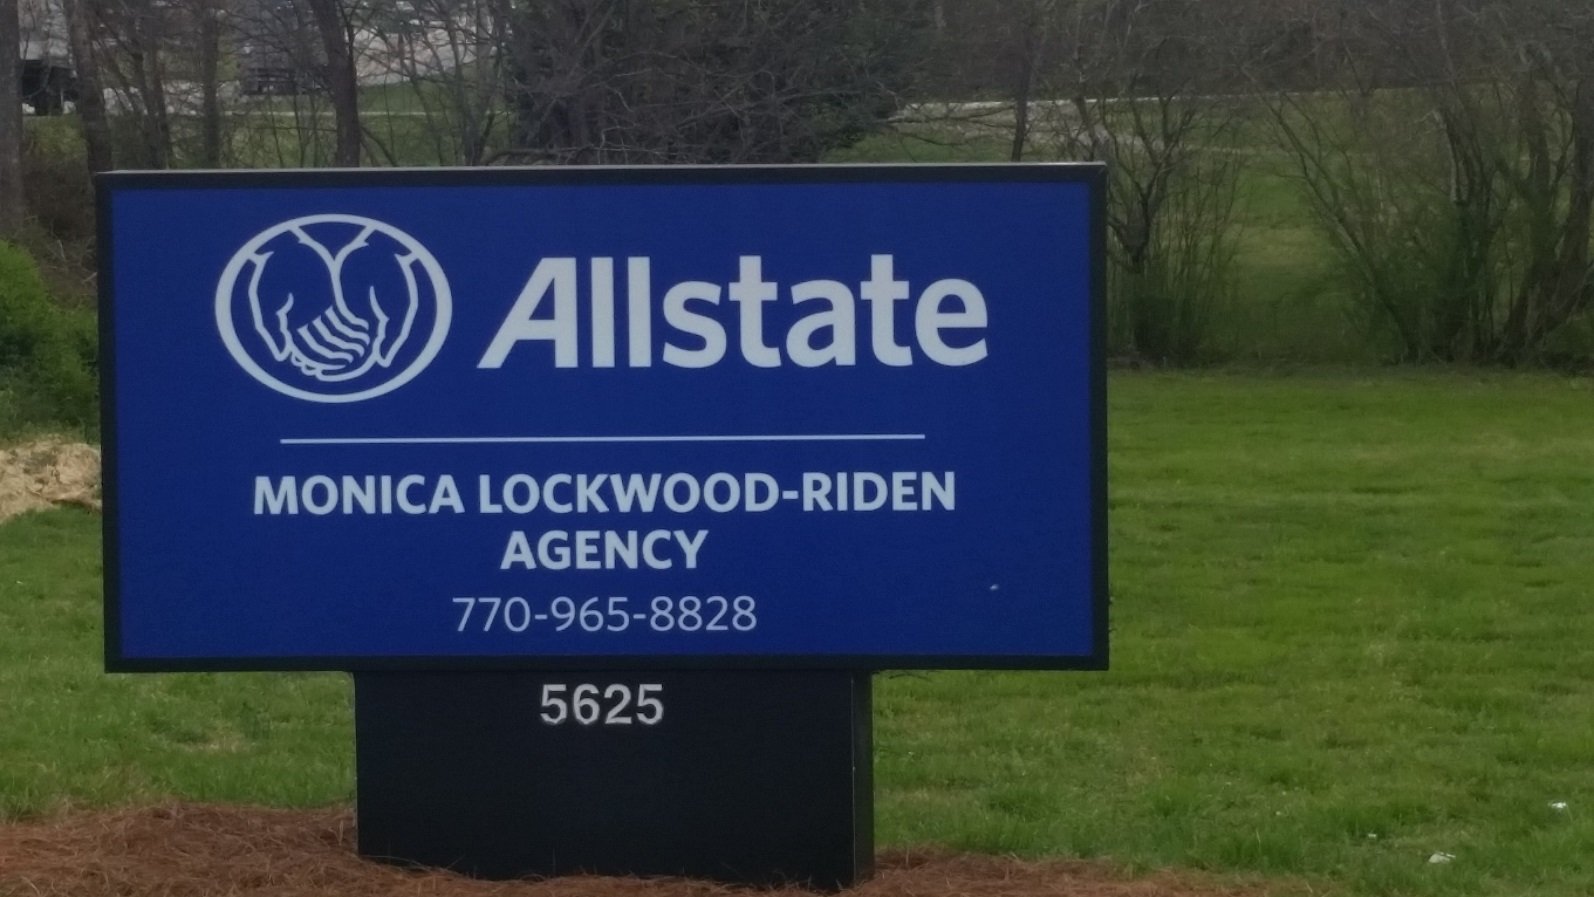 Allstate
MONICA LOCKWOOD-RIDEN
AGENCY
770-965-8828
5625